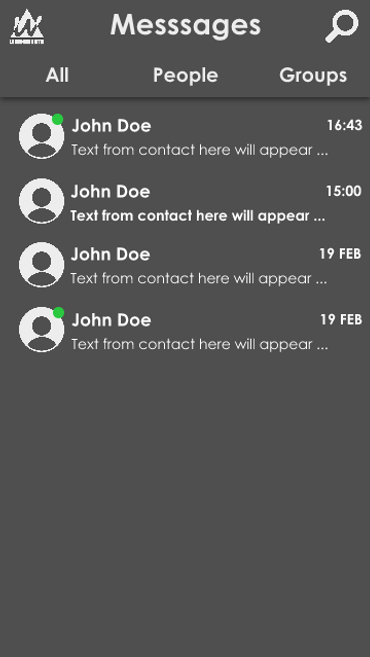 Messsages
All People Groups
John Doe 16:43
Text from contact here will appear ...
John Doe 15:00
Text from contact here will appear ...
John Doe 19 FEB
Text from contact here will appear ...
John Doe 19 FEB
Text from contact here will appear ...